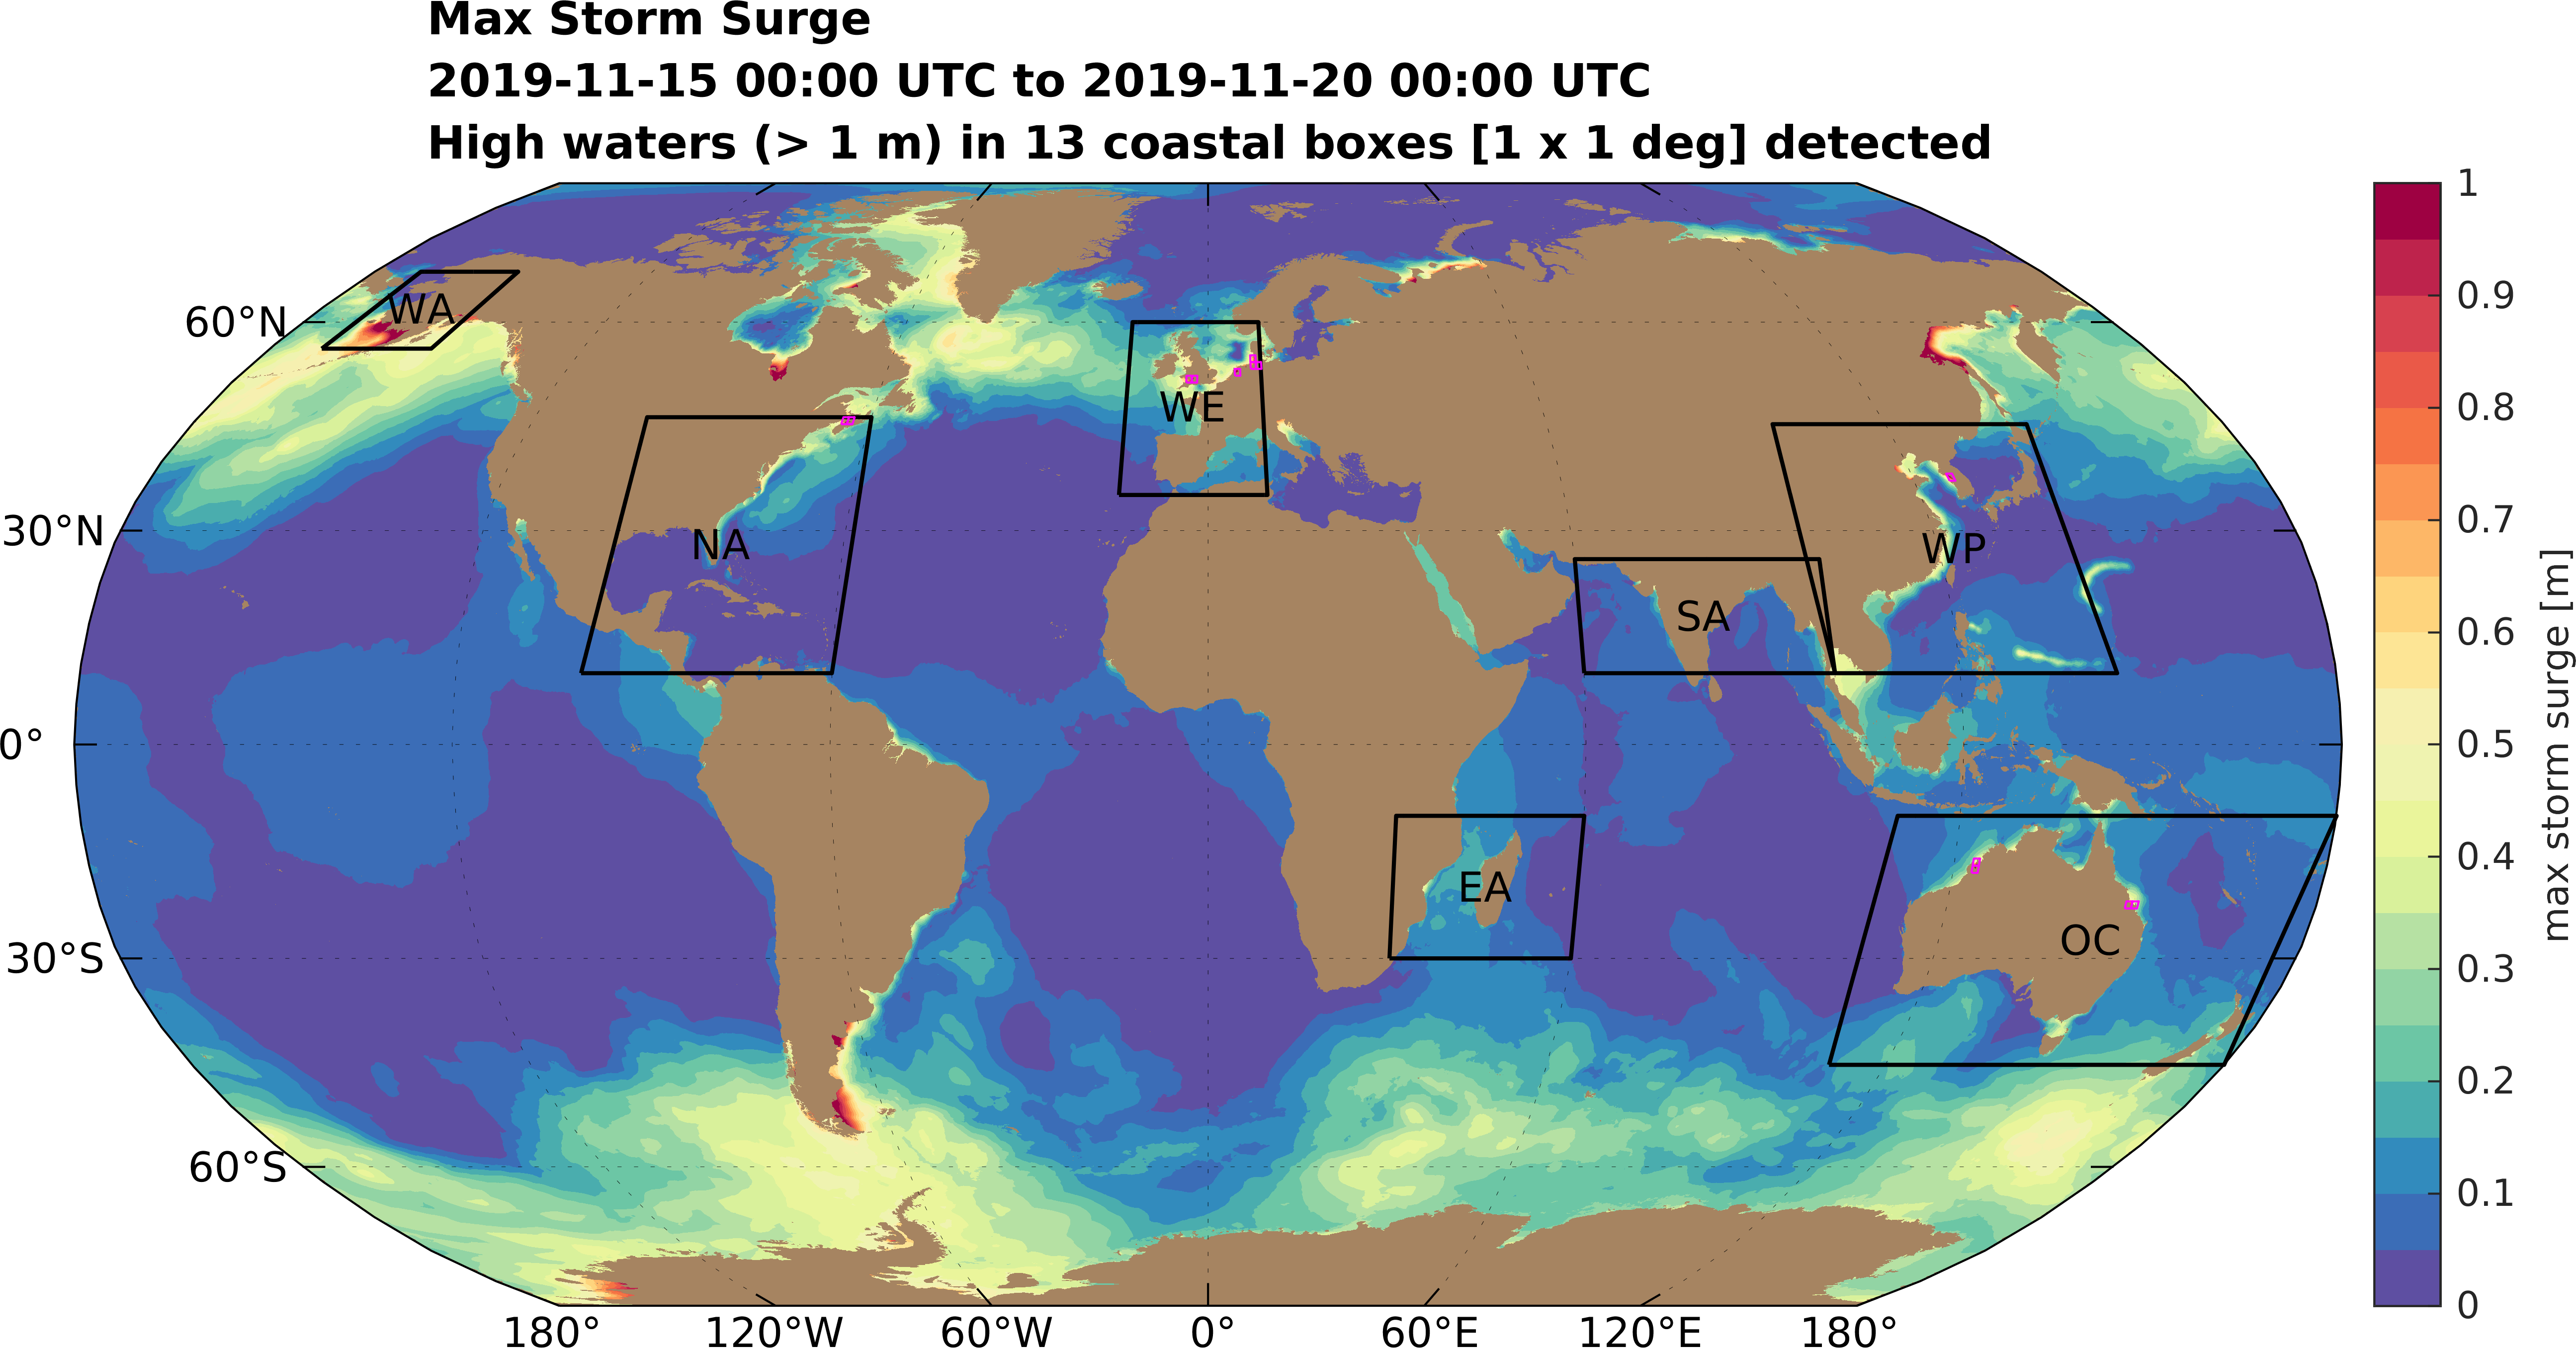 Max Storm Surge
2019-11-15 00:00 UTC to 2019-11-20 00:00 UTC
High waters (> 1 m) in 13 coastal boxes [1 x 1 deg] detected
60°N
30°N
0°
30°S
60°S
WA
NA
WE
SA
WP
EA
OC
180°
120°W
60°W
0°
60°E
120°E
180°
1
0.9
0.8
0.7
0.6
0.5
0.4
0.3
0.2
0.1
0
max storm surge [m]